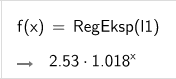 f(x) = RegEksp(l1)
→ 2.53 · 1.018ˣ